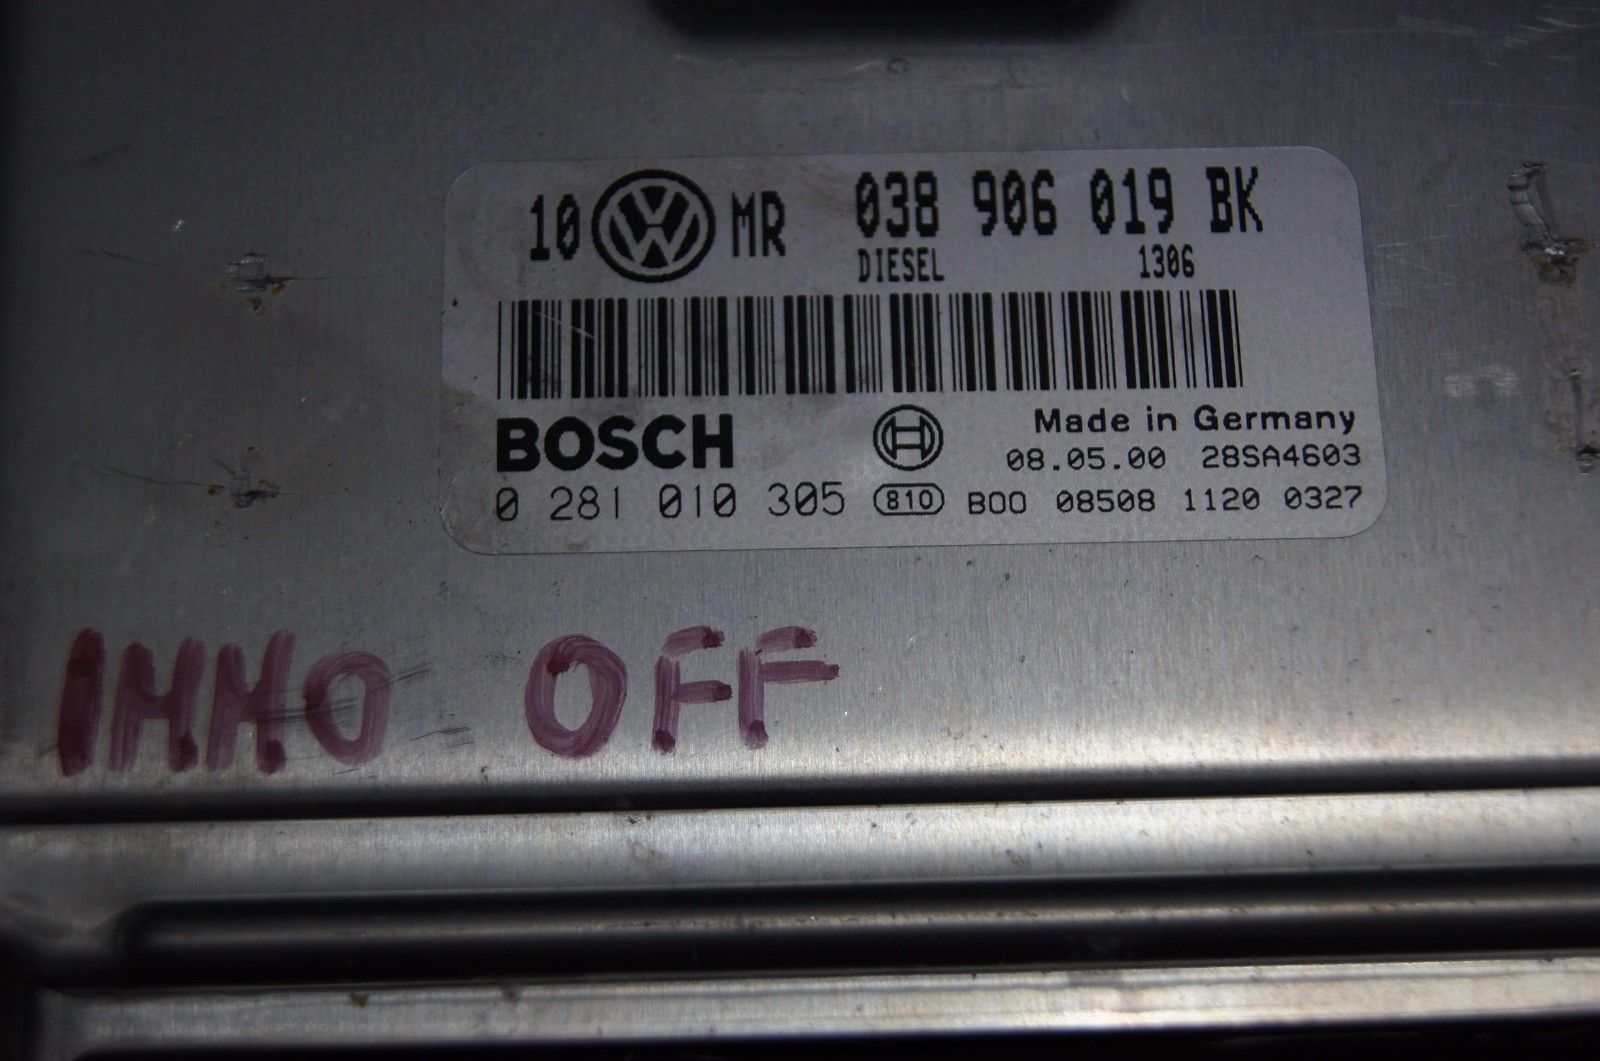 10 VW MR 038 906 019 BK
DIESEL 1306
BOSCH Made in Germany
08.05.00 28SA4603
0 281 010 305 810 B00 08508 1120 0327
IMMO OFF